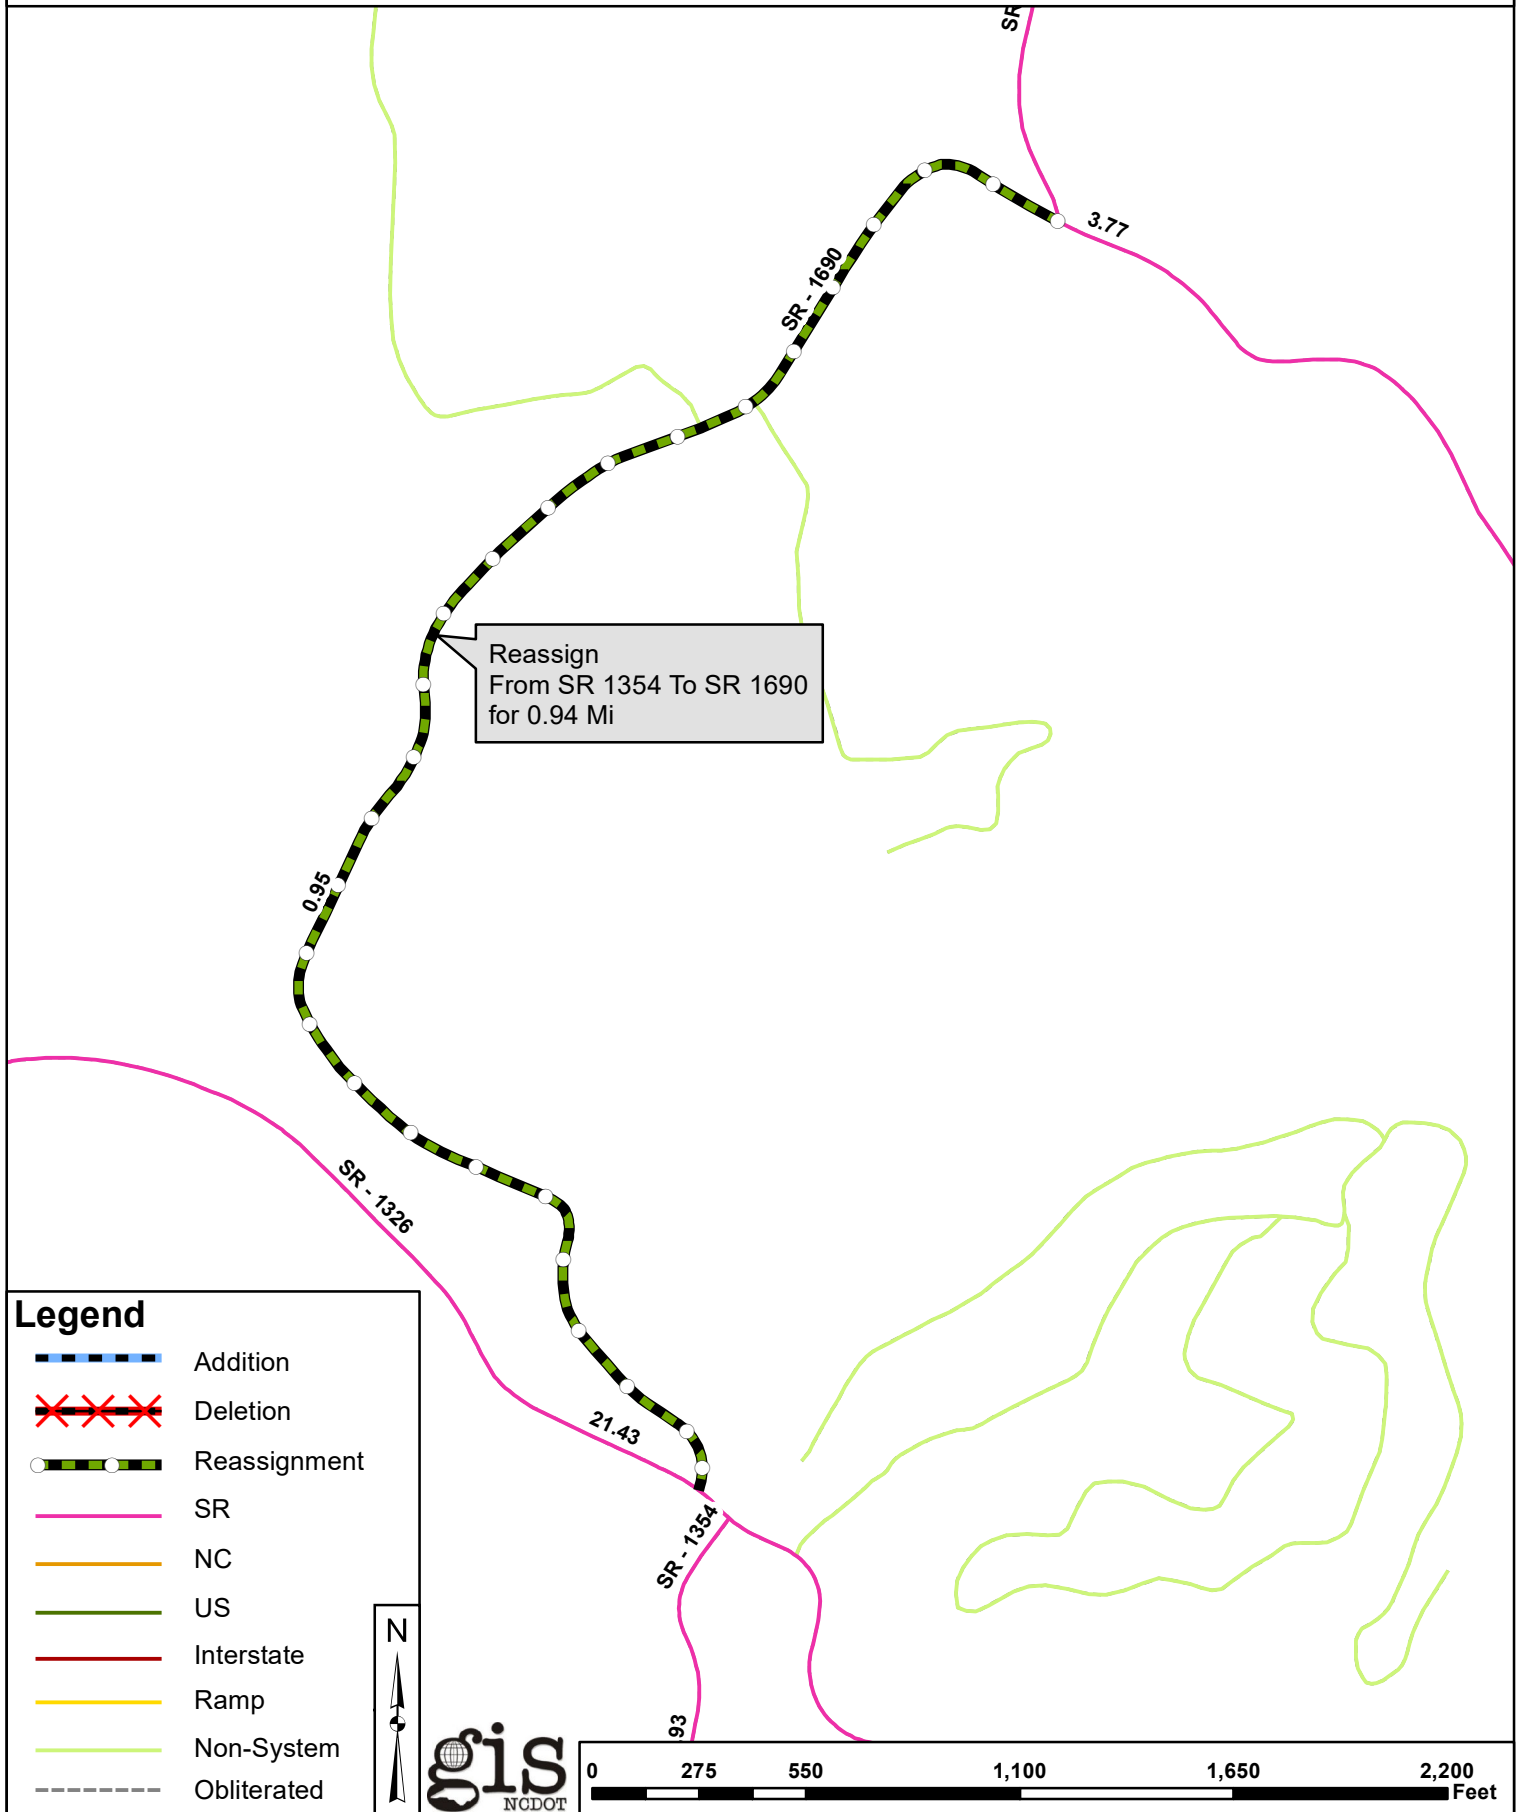 SR
3.77
SR - 1690
Reassign
From SR 1354 To SR 1690
for 0.94 Mi
0.95
SR - 1326
21.43
SR - 1354
.93
Legend
Addition
Deletion
Reassignment
SR
NC
US
Interstate
Ramp
Non-System
Obliterated
N
gis
NCDOT
0 275 550 1,100 1,650 2,200
Feet